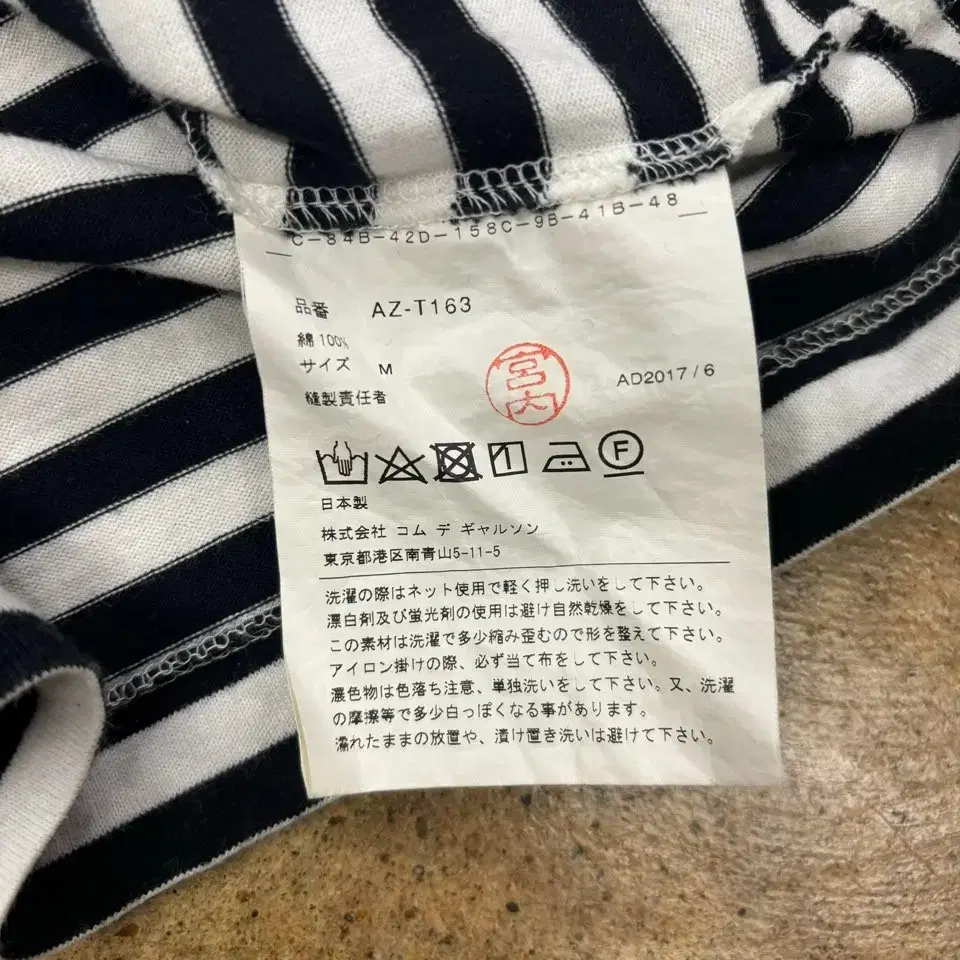 C-84B-42D-158C-9B-41B-48
品番 AZ-T163
綿 100%
サイズ M
縫製責任者 宮内 AD2017/6
F
日本製
株式会社 コム デ ギャルソン
東京都港区南青山5-11-5
洗濯の際はネット使用で軽く押し洗いをして下さい。
漂白剤及び蛍光剤の使用は避け自然乾燥をして下さい。
この素材は洗濯で多少縮み歪むので形を整えて下さい。
アイロン掛けの際、必ず当て布をして下さい。
濃色物は色落ち注意、単独洗いをして下さい。又、洗濯
の摩擦等で多少白っぽくなる事があります。
濡れたままの放置や、漬け置き洗いは避けて下さい。